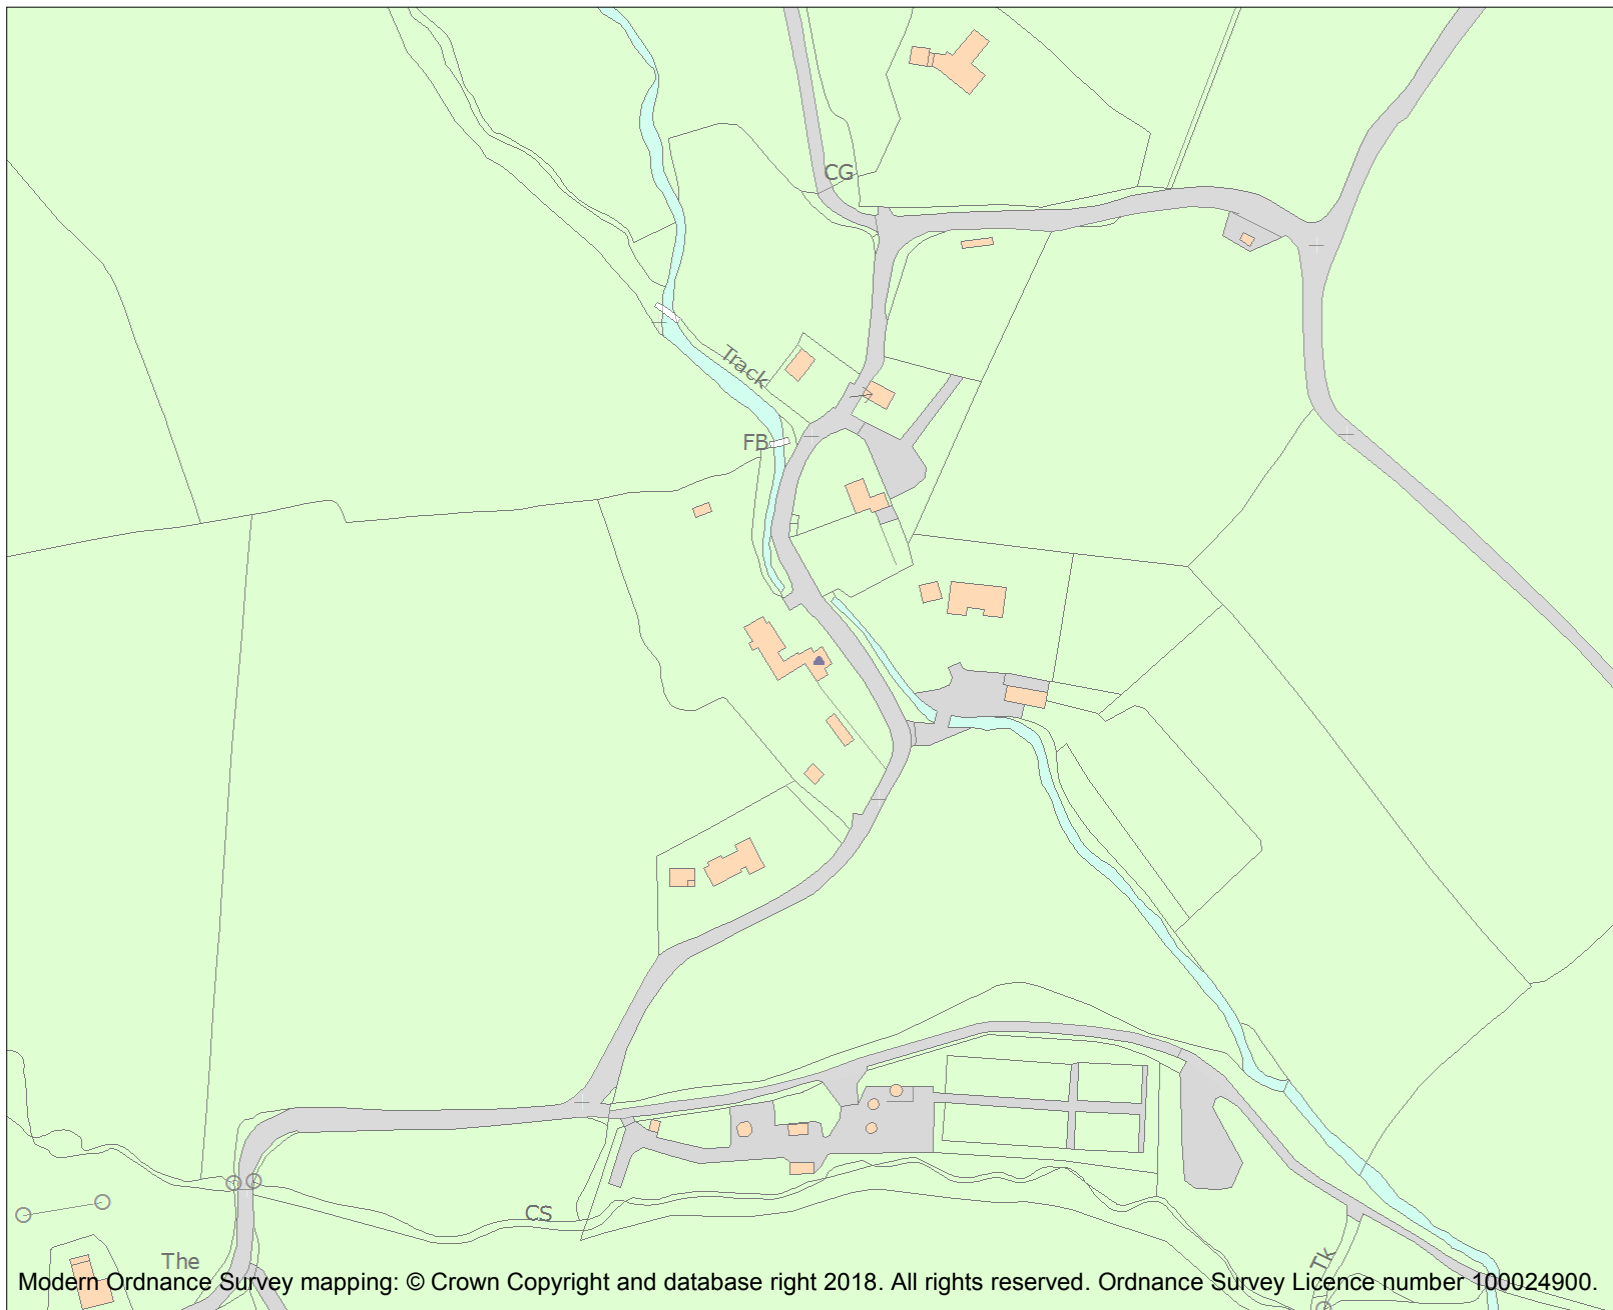 CG
Track
FB
CS
The
Tk
Modern Ordnance Survey mapping: © Crown Copyright and database right 2018. All rights reserved. Ordnance Survey Licence number 100024900.